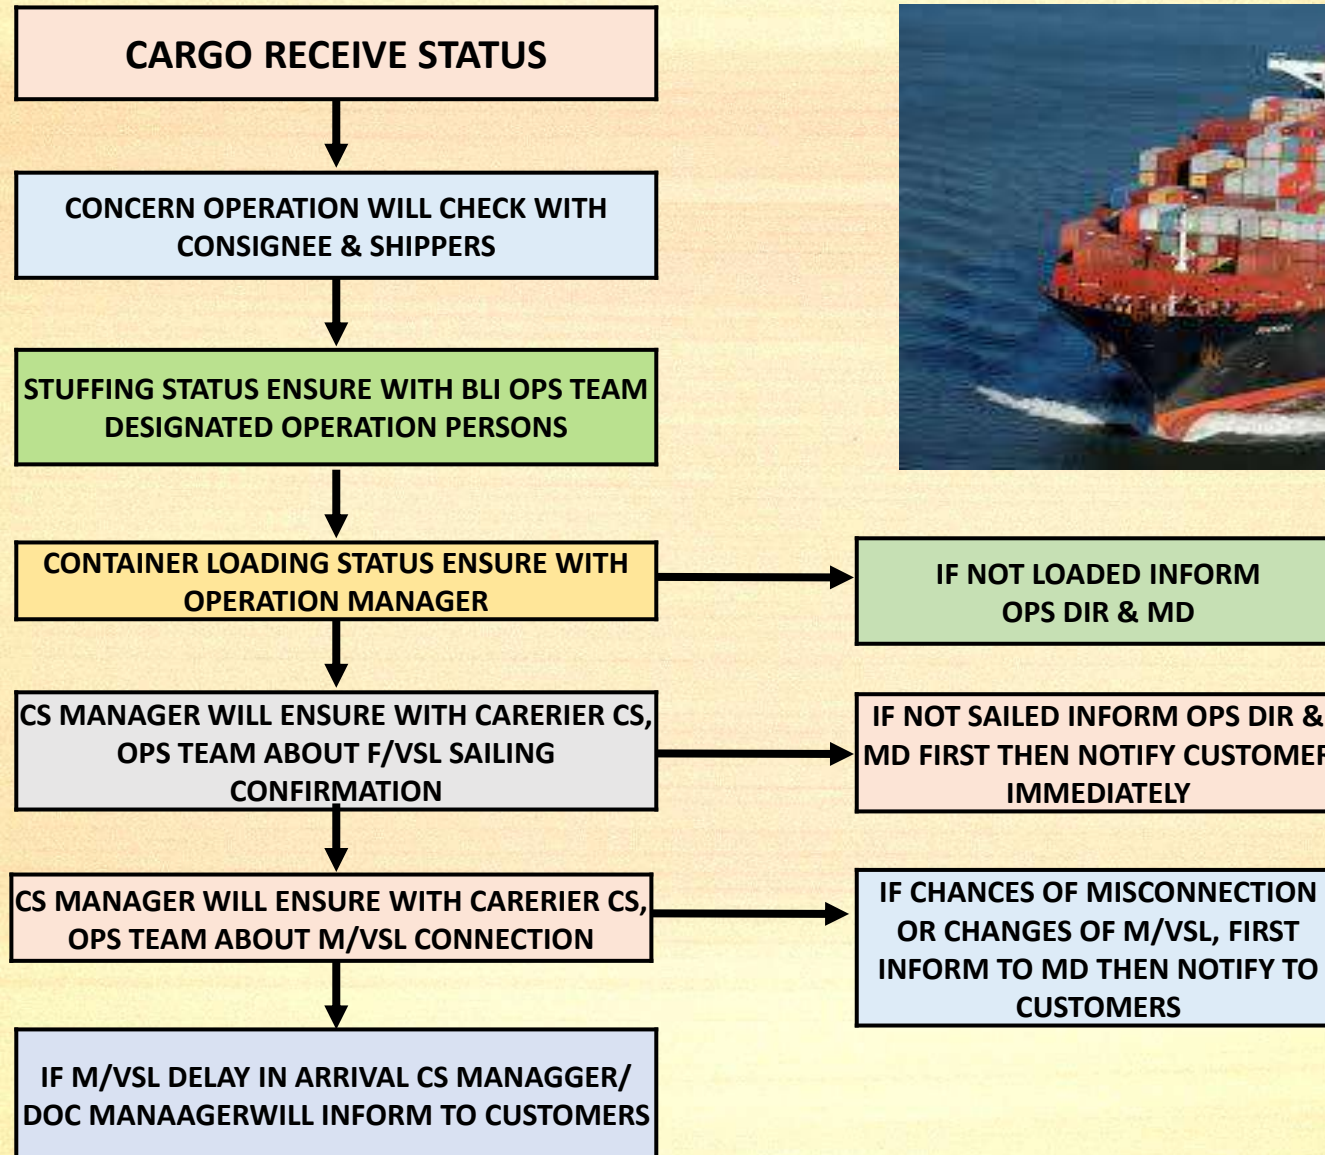 CARGO RECEIVE STATUS
CONCERN OPERATION WILL CHECK WITH
CONSIGNEE & SHIPPERS
STUFFING STATUS ENSURE WITH BLI OPS TEAM
DESIGNATED OPERATION PERSONS
CONTAINER LOADING STATUS ENSURE WITH
OPERATION MANAGER
IF NOT LOADED INFORM
OPS DIR & MD
CS MANAGER WILL ENSURE WITH CARERIER CS,
OPS TEAM ABOUT F/VSL SAILING
CONFIRMATION
IF NOT SAILED INFORM OPS DIR &
MD FIRST THEN NOTIFY CUSTOMER
IMMEDIATELY
CS MANAGER WILL ENSURE WITH CARERIER CS,
OPS TEAM ABOUT M/VSL CONNECTION
IF CHANCES OF MISCONNECTION
OR CHANGES OF M/VSL, FIRST
INFORM TO MD THEN NOTIFY TO
CUSTOMERS
IF M/VSL DELAY IN ARRIVAL CS MANAGGER/
DOC MANAAGERWILL INFORM TO CUSTOMERS